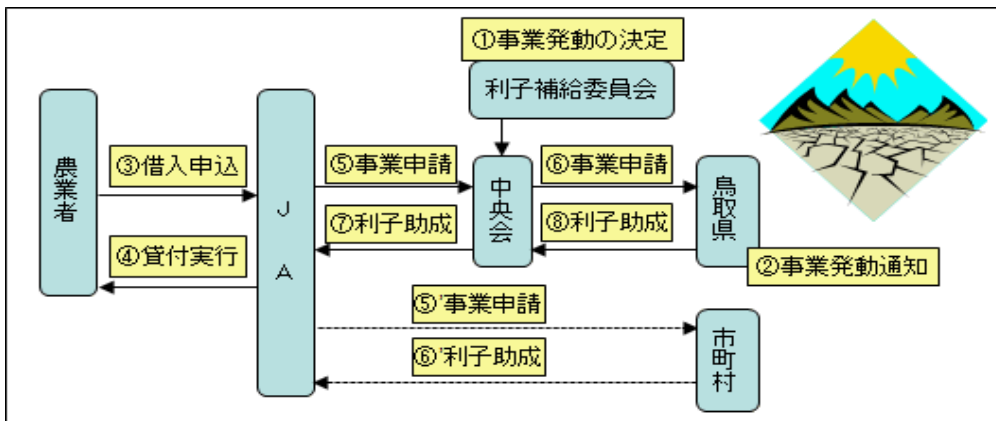 ①事業発動の決定
利子補給委員会
農業者
③借入申込
④貸付実行
JA
⑤事業申請
⑦利子助成
中央会
⑥事業申請
⑧利子助成
鳥取県
②事業発動通知
⑤'事業申請
⑥'利子助成
市町村